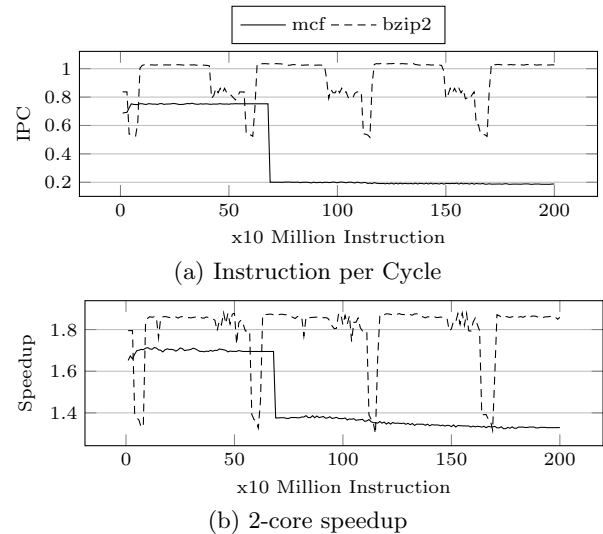 mcf bzip2
1
0.8
0.6
0.4
0.2
IPC
0 50 100 150 200
x10 Million Instruction
(a) Instruction per Cycle
1.8
1.6
1.4
Speedup
0 50 100 150 200
x10 Million Instruction
(b) 2-core speedup